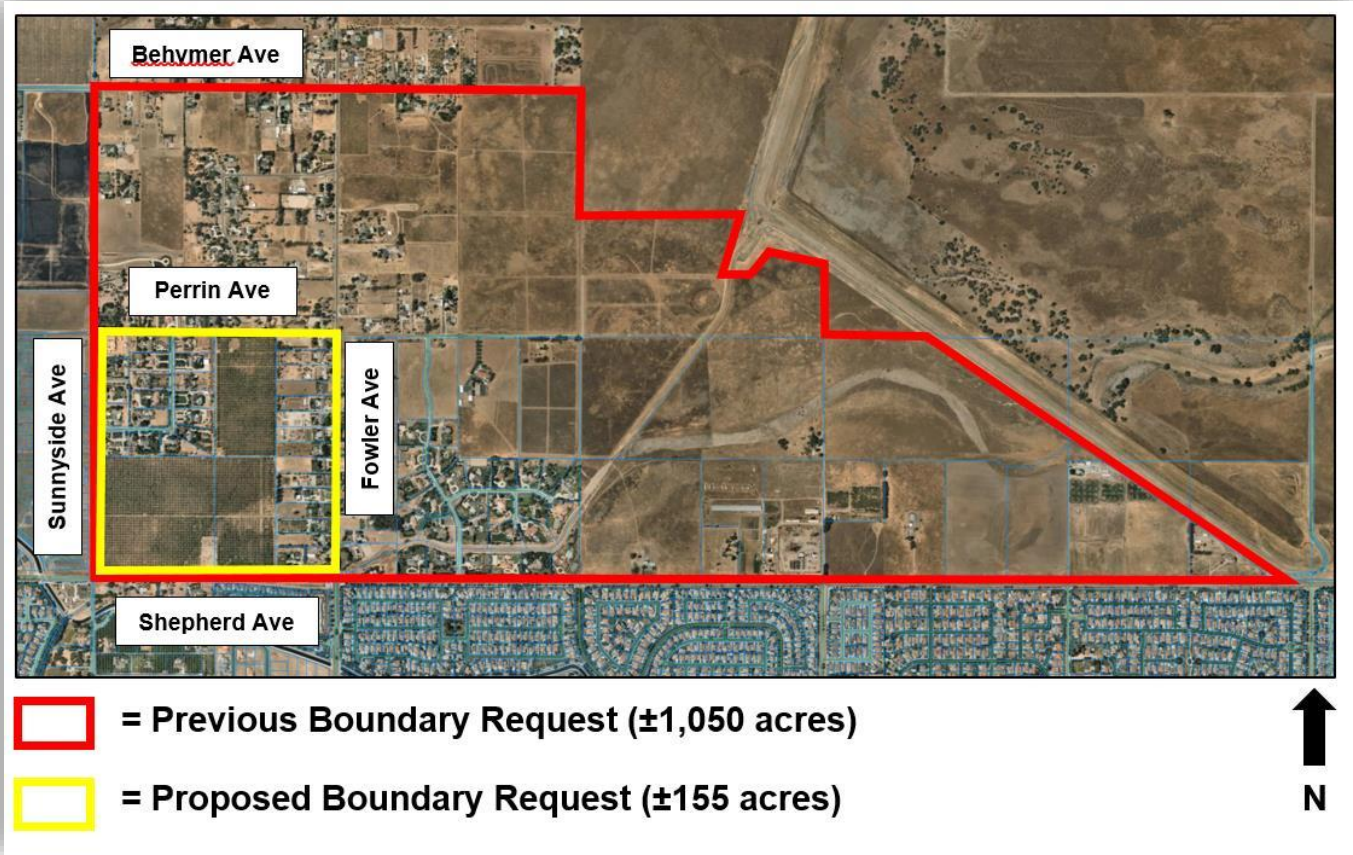 Behymer Ave
Perrin Ave
Sunnyside Ave
Fowler Ave
Shepherd Ave
= Previous Boundary Request (±1,050 acres)
= Proposed Boundary Request (±155 acres)
N